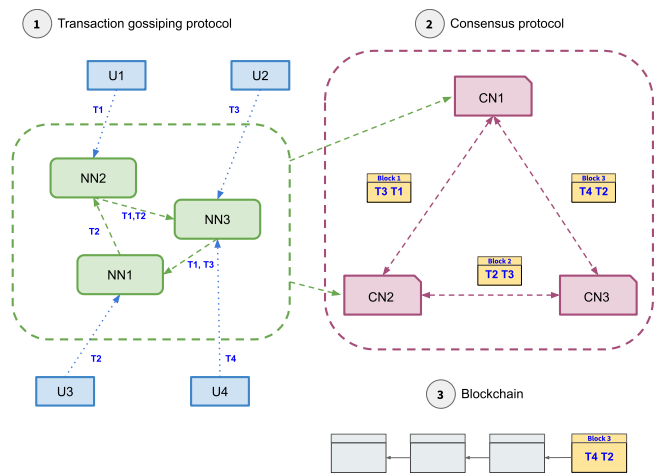 1 Transaction gossiping protocol
2 Consensus protocol
U1
U2
T1
T3
CN1
NN2
NN3
T1,T2
T2
T1, T3
NN1
Block 1
T3 T1
Block 3
T4 T2
Block 2
T2 T3
CN2
CN3
T2
T4
U3
U4
3 Blockchain
Block 3
T4 T2